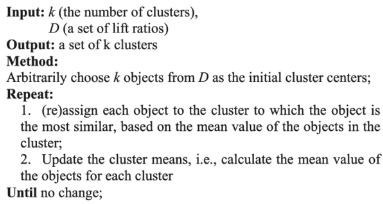 Input: k (the number of clusters),
D (a set of lift ratios)
Output: a set of k clusters
Method:
Arbitrarily choose k objects from D as the initial cluster centers;
Repeat:
1. (re)assign each object to the cluster to which the object is
the most similar, based on the mean value of the objects in the
cluster;
2. Update the cluster means, i.e., calculate the mean value of
the objects for each cluster
Until no change;